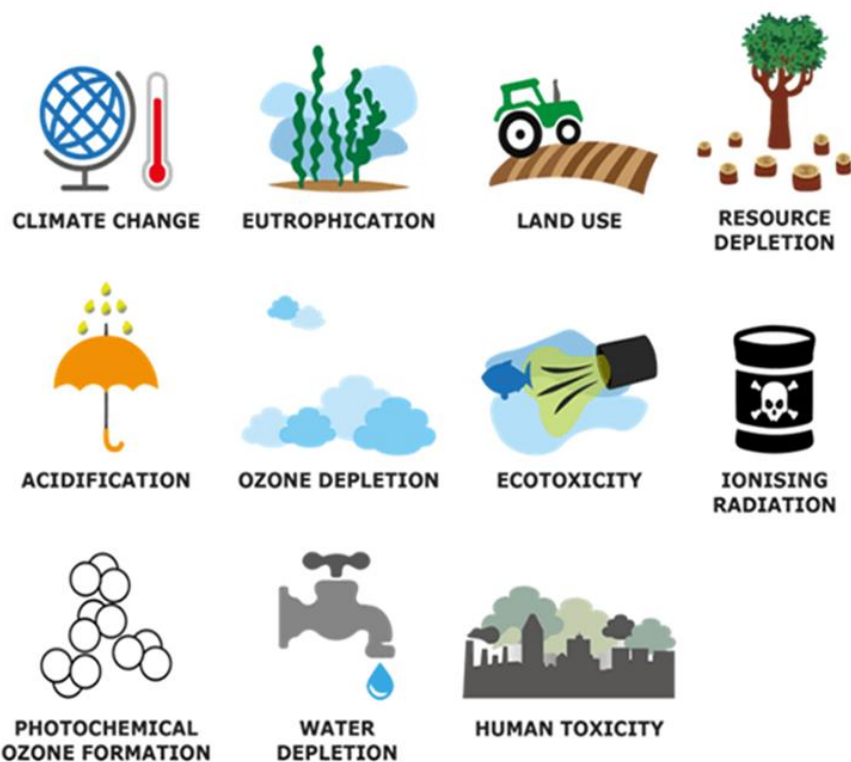 CLIMATE CHANGE
EUTROPHICATION
LAND USE
RESOURCE
DEPLETION
ACIDIFICATION
OZONE DEPLETION
ECOTOXICITY
IONISING
RADIATION
PHOTOCHEMICAL
OZONE FORMATION
WATER
DEPLETION
HUMAN TOXICITY